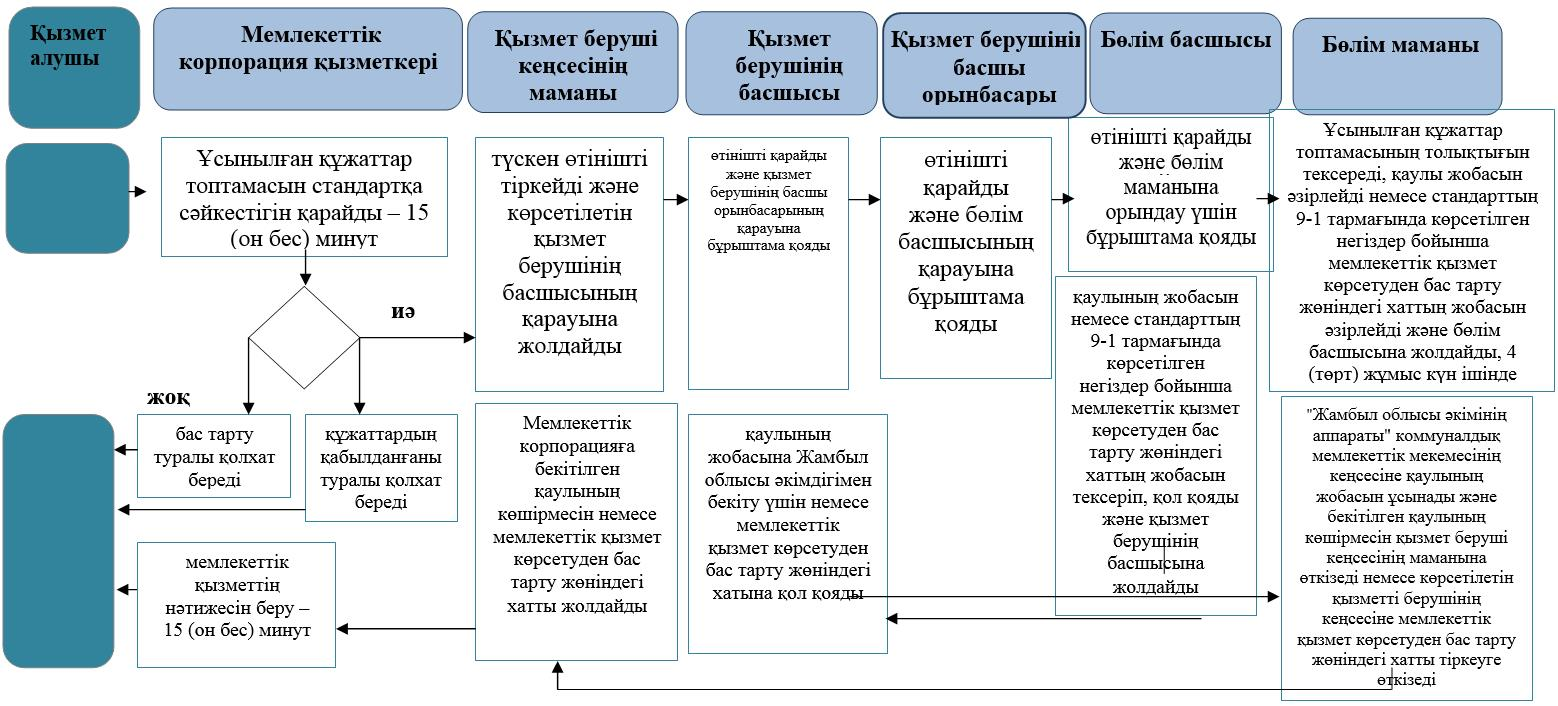 Қызмет
алушы
Мемлекеттік
корпорация қызметкері
Қызмет беруші
кеңсесінің
маманы
Қызмет
берушінің
басшысы
Қызмет берушінің
басшы
орынбасары
Бөлім басшысы
Бөлім маманы
Ұсынылған құжаттар
топтамасын стандартқа
сәйкестігін қарайды – 15
(он бес) минут
түскен өтінішті
тіркейді және
көрсетілетін
қызмет
берушінің
басшысының
қарауына
жолдайды
өтінішті қарайды
және қызмет
берушінің басшы
орынбасарының
қарауына
бұрыштама қояды
өтінішті
қарайды
және бөлім
басшысының
қарауына
бұрыштама
қояды
өтінішті қарайды
және бөлім
маманына
орындау үшін
бұрыштама қояды
Ұсынылған құжаттар
топтамасының толықтығын
тексереді, қаулы жобасын
әзірлейді немесе стандарттың
9-1 тармағында көрсетілген
негіздер бойынша
мемлекеттік қызмет
көрсетуден бас тарту
жөніндегі хаттың жобасын
әзірлейді және бөлім
басшысына жолдайды, 4
(төрт) жұмыс күн ішінде
иә
жоқ
бас тарту
туралы қолхат
береді
құжаттардың
қабылданғаны
туралы қолхат
береді
мемлекеттік
қызметтің
нәтижесін беру –
15 (он бес) минут
Мемлекеттік
корпорацияға
бекітілген
қаулының
көшірмесін немесе
мемлекеттік қызмет
көрсетуден бас
тарту жөніндегі
хатты жолдайды
қаулының
жобасына Жамбыл
облысы әкімдігімен
бекіту үшін немесе
мемлекеттік
қызмет көрсетуден
бас тарту жөніндегі
хатына қол қояды
қаулының жобасын
немесе стандарттың
9-1 тармағында
көрсетілген
негіздер бойынша
мемлекеттік қызмет
көрсетуден бас
тарту жөніндегі
хаттың жобасын
тексеріп, қол қояды
және қызмет
берушінің
басшысына
жолдайды
"Жамбыл облысы әкімінің
аппараты" коммуналдық
мемлекеттік мекемесінің
кеңсесіне қаулының
жобасын ұсынады және
бекітілген қаулының
көшірмесін қызмет беруші
кеңсесінің маманына
өткізеді немесе көрсетілетін
қызметті берушінің
кеңсесіне мемлекеттік
қызмет көрсетуден бас тарту
жөніндегі хатты тіркеуге
өткізеді